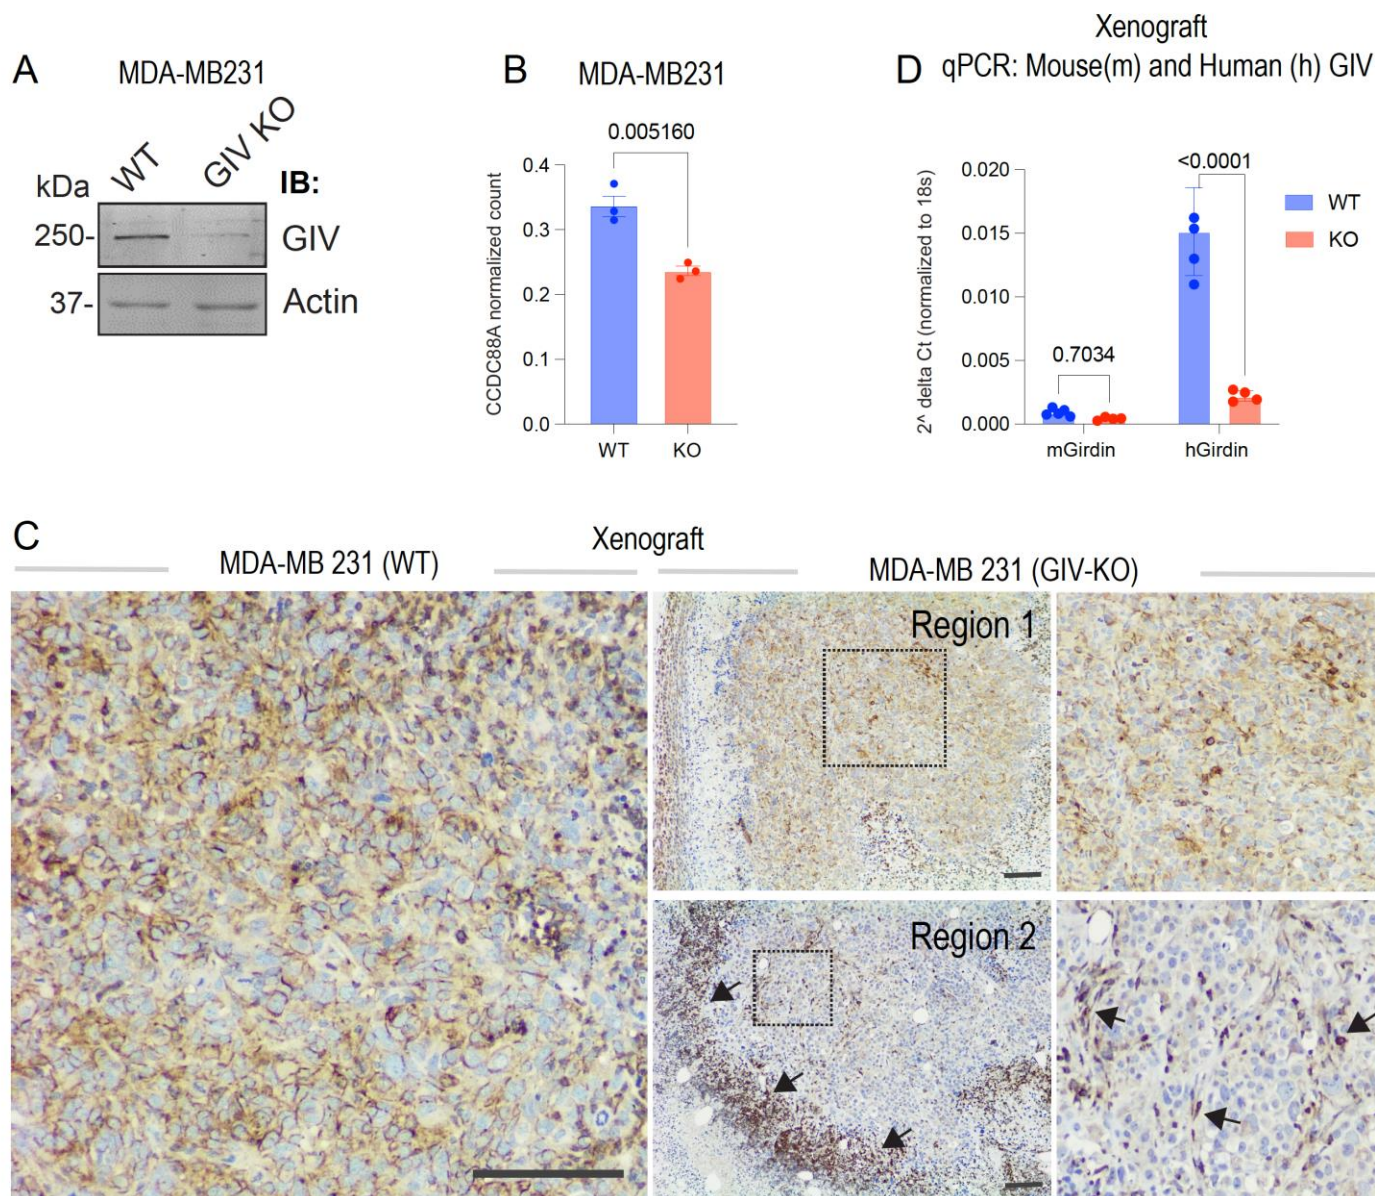 A
MDA-MB231
WT
GIV KO
kDa
IB:
250-
GIV
37-
Actin
B
MDA-MB231
0.005160
CCDC88A normalized count
0.4
0.3
0.2
0.1
0.0
WT
KO
Xenograft
D qPCR: Mouse(m) and Human (h) GIV
2^ delta Ct (normalized to 18s)
0.020
0.015
0.010
0.005
0.000
<0.0001
0.7034
WT
KO
mGirdin
hGirdin
C
Xenograft
MDA-MB 231 (WT)
MDA-MB 231 (GIV-KO)
Region 1
Region 2